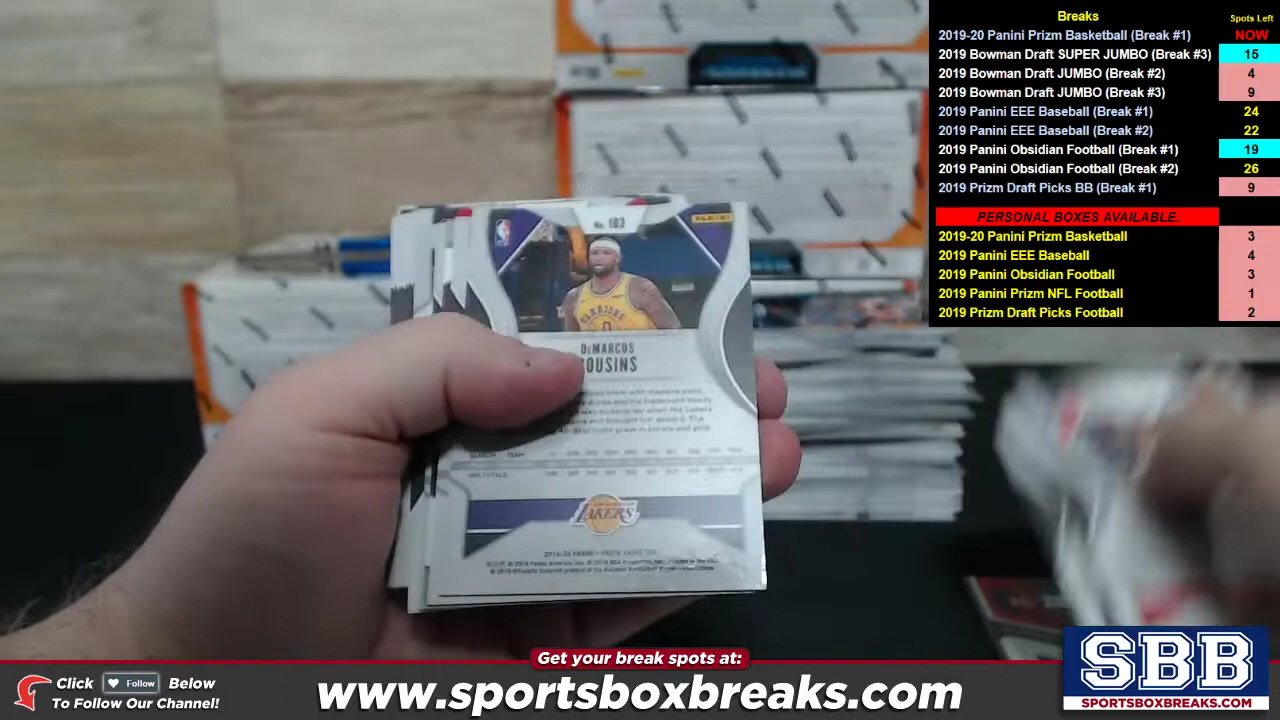 Breaks
Spots Left
2019-20 Panini Prizm Basketball (Break #1) NOW
2019 Bowman Draft SUPER JUMBO (Break #3) 15
2019 Bowman Draft JUMBO (Break #2) 4
2019 Bowman Draft JUMBO (Break #3) 9
2019 Panini EEE Baseball (Break #1) 24
2019 Panini EEE Baseball (Break #2) 22
2019 Panini Obsidian Football (Break #1) 19
2019 Panini Obsidian Football (Break #2) 26
2019 Prizm Draft Picks BB (Break #1) 9
PERSONAL BOXES AVAILABLE:
2019-20 Panini Prizm Basketball 3
2019 Panini EEE Baseball 4
2019 Panini Obsidian Football 3
2019 Panini Prizm NFL Football 1
2019 Prizm Draft Picks Football 2
No. 103
PANINI
DeMARCUS
COUSINS
LAKERS
Get your break spots at:
Click Follow Below
To Follow Our Channel!
www.sportsboxbreaks.com
SBB
SPORTSBOXBREAKS.COM